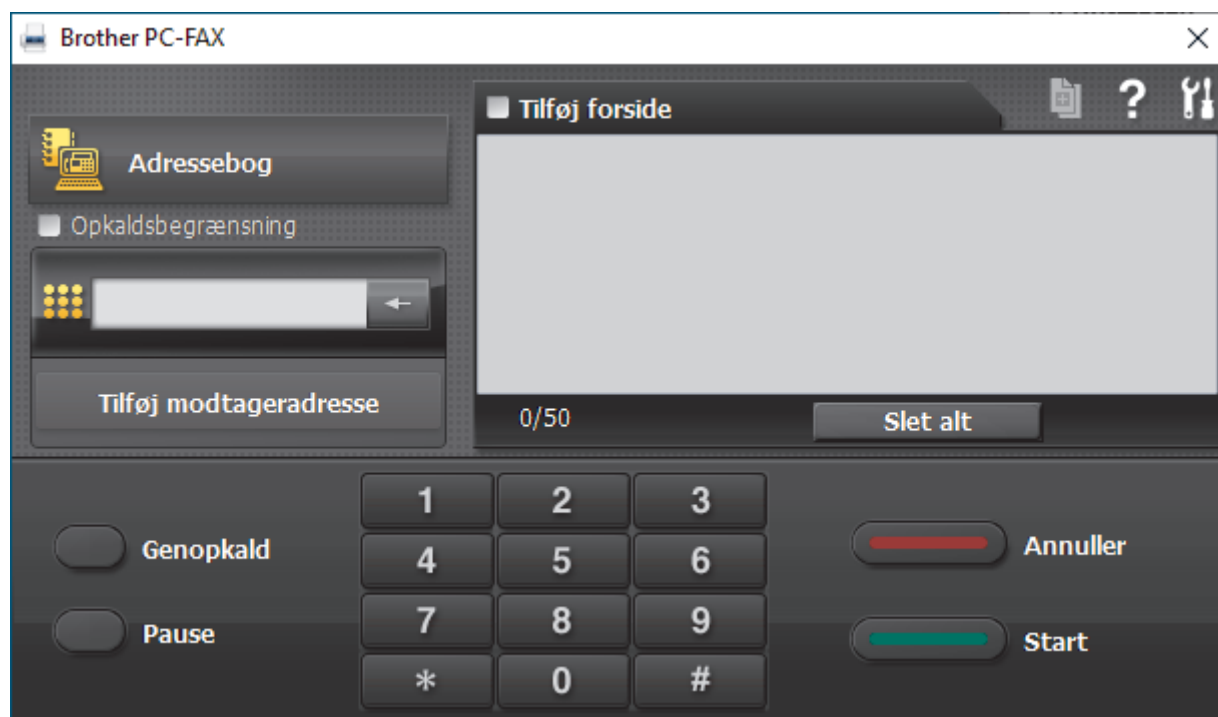 Brother PC-FAX
Adressebog
Opkaldsbegrænsning
Tilføj modtageradresse
Tilføj forside
?
0/50
Slet alt
Genopkald
Pause
1 2 3
4 5 6
7 8 9
* 0 #
Annuller
Start